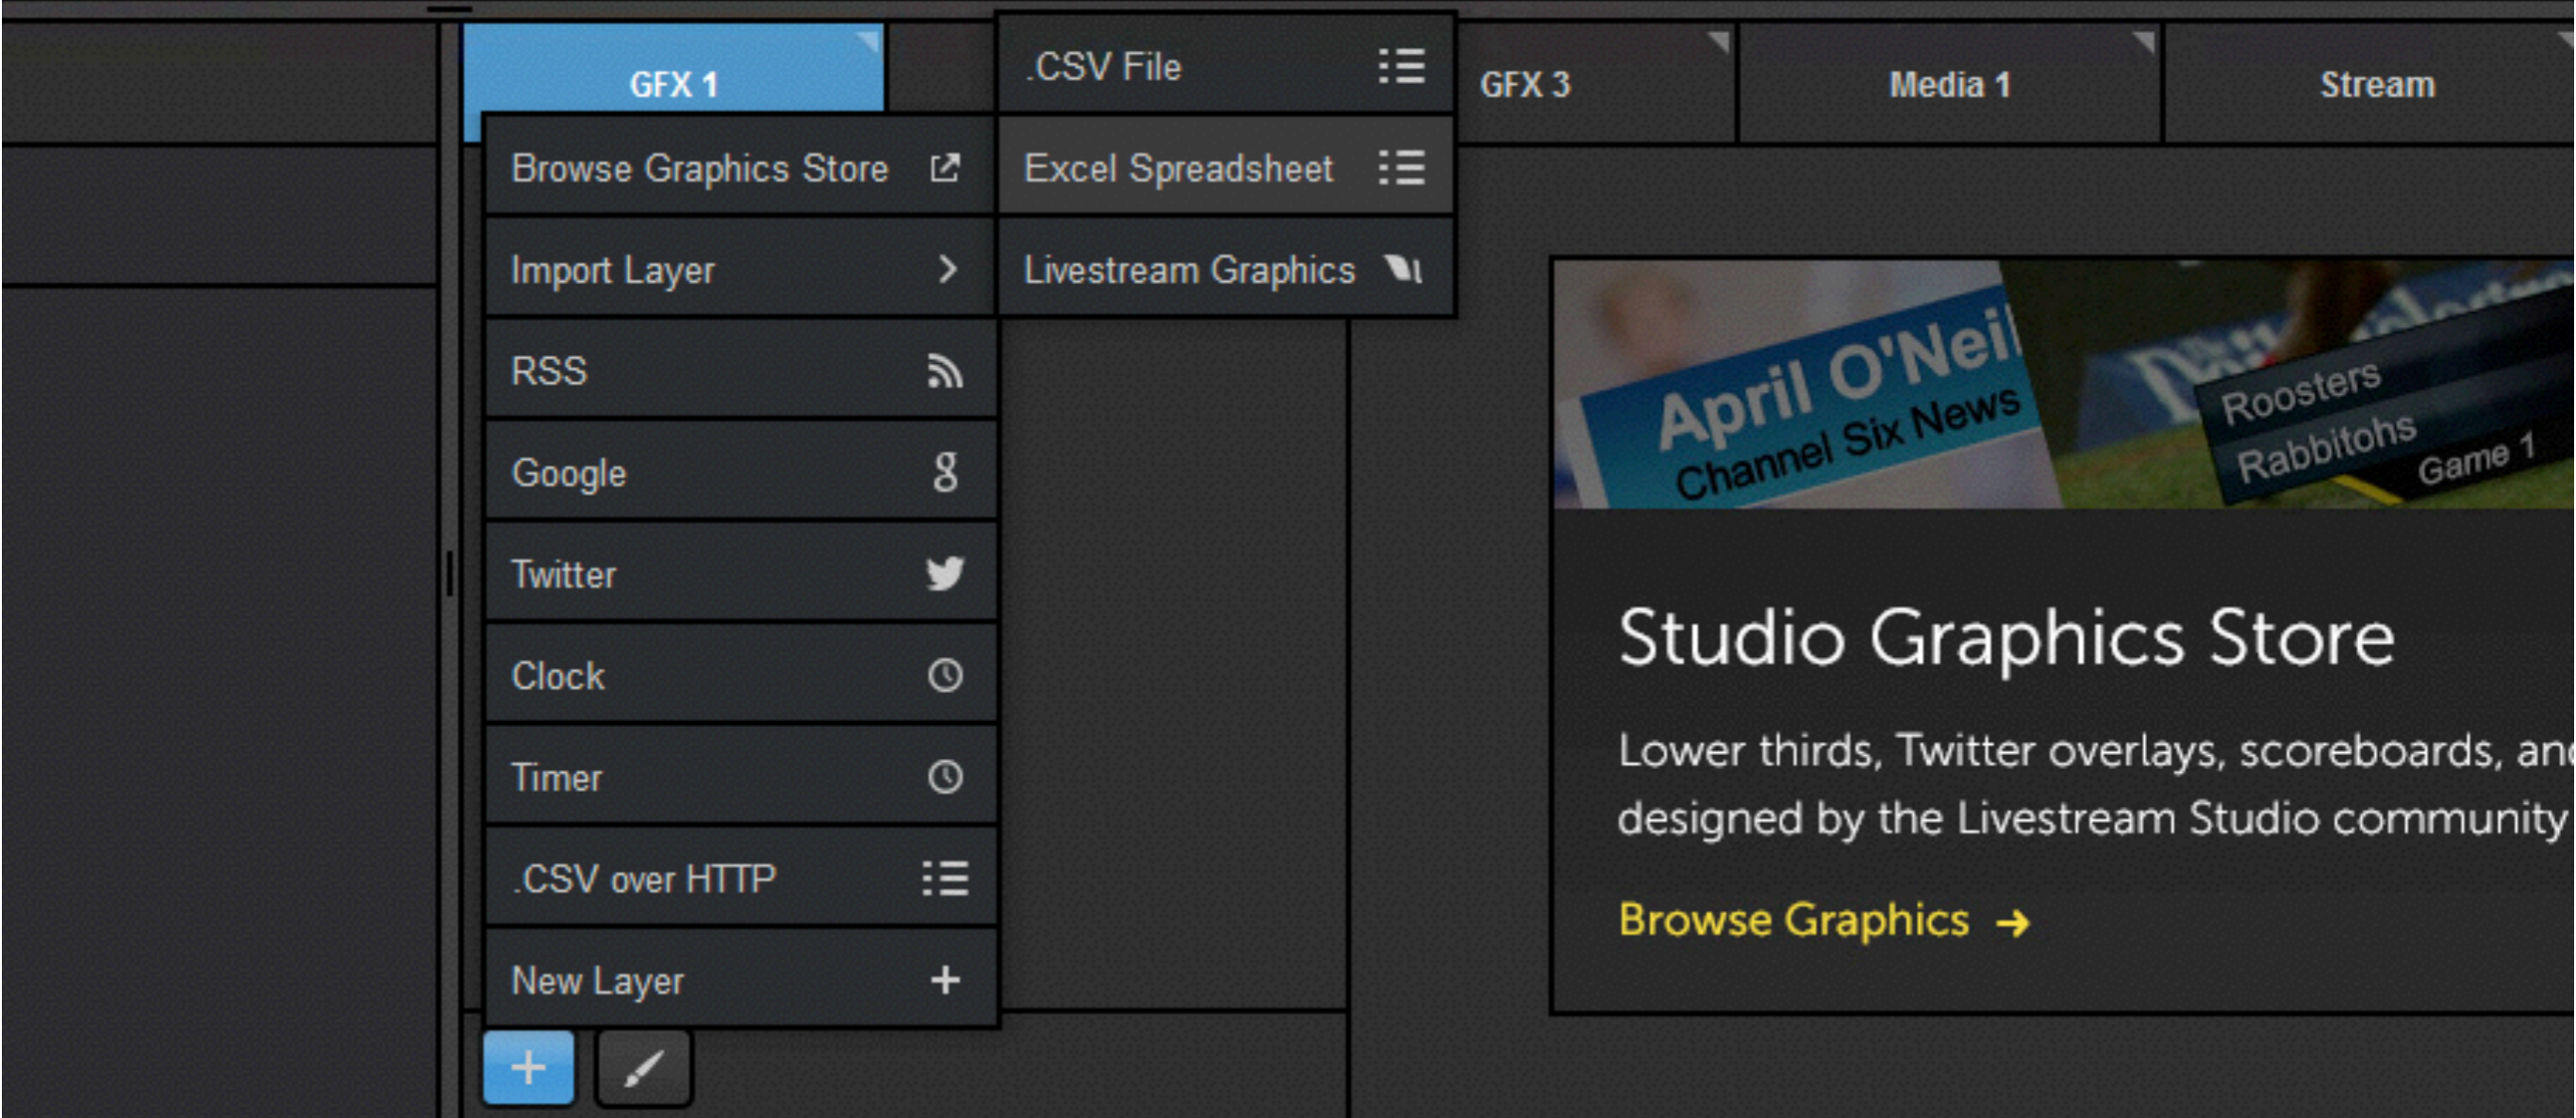 GFX 1
GFX 3
Media 1
Stream
.CSV File
Excel Spreadsheet
Livestream Graphics
Browse Graphics Store
Import Layer
RSS
Google
Twitter
Clock
Timer
.CSV over HTTP
New Layer
April O'Neil
Channel Six News
Roosters
Rabbitohs
Game 1
Studio Graphics Store
Lower thirds, Twitter overlays, scoreboards, and
designed by the Livestream Studio community
Browse Graphics →